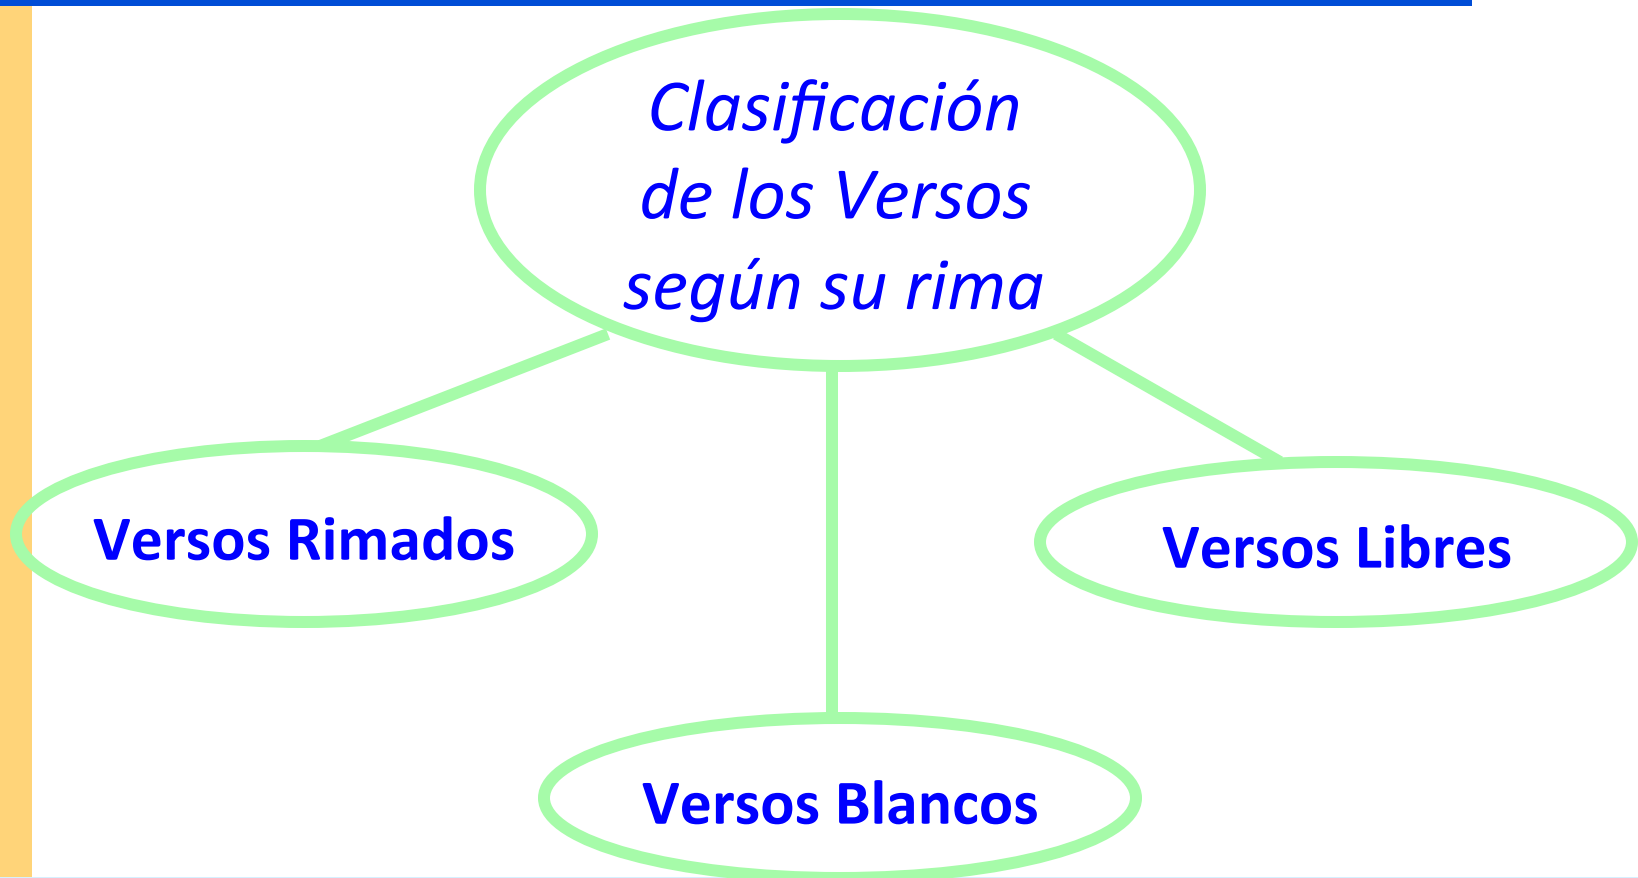 Clasificación
de los Versos
según su rima
Versos Rimados
Versos Libres
Versos Blancos